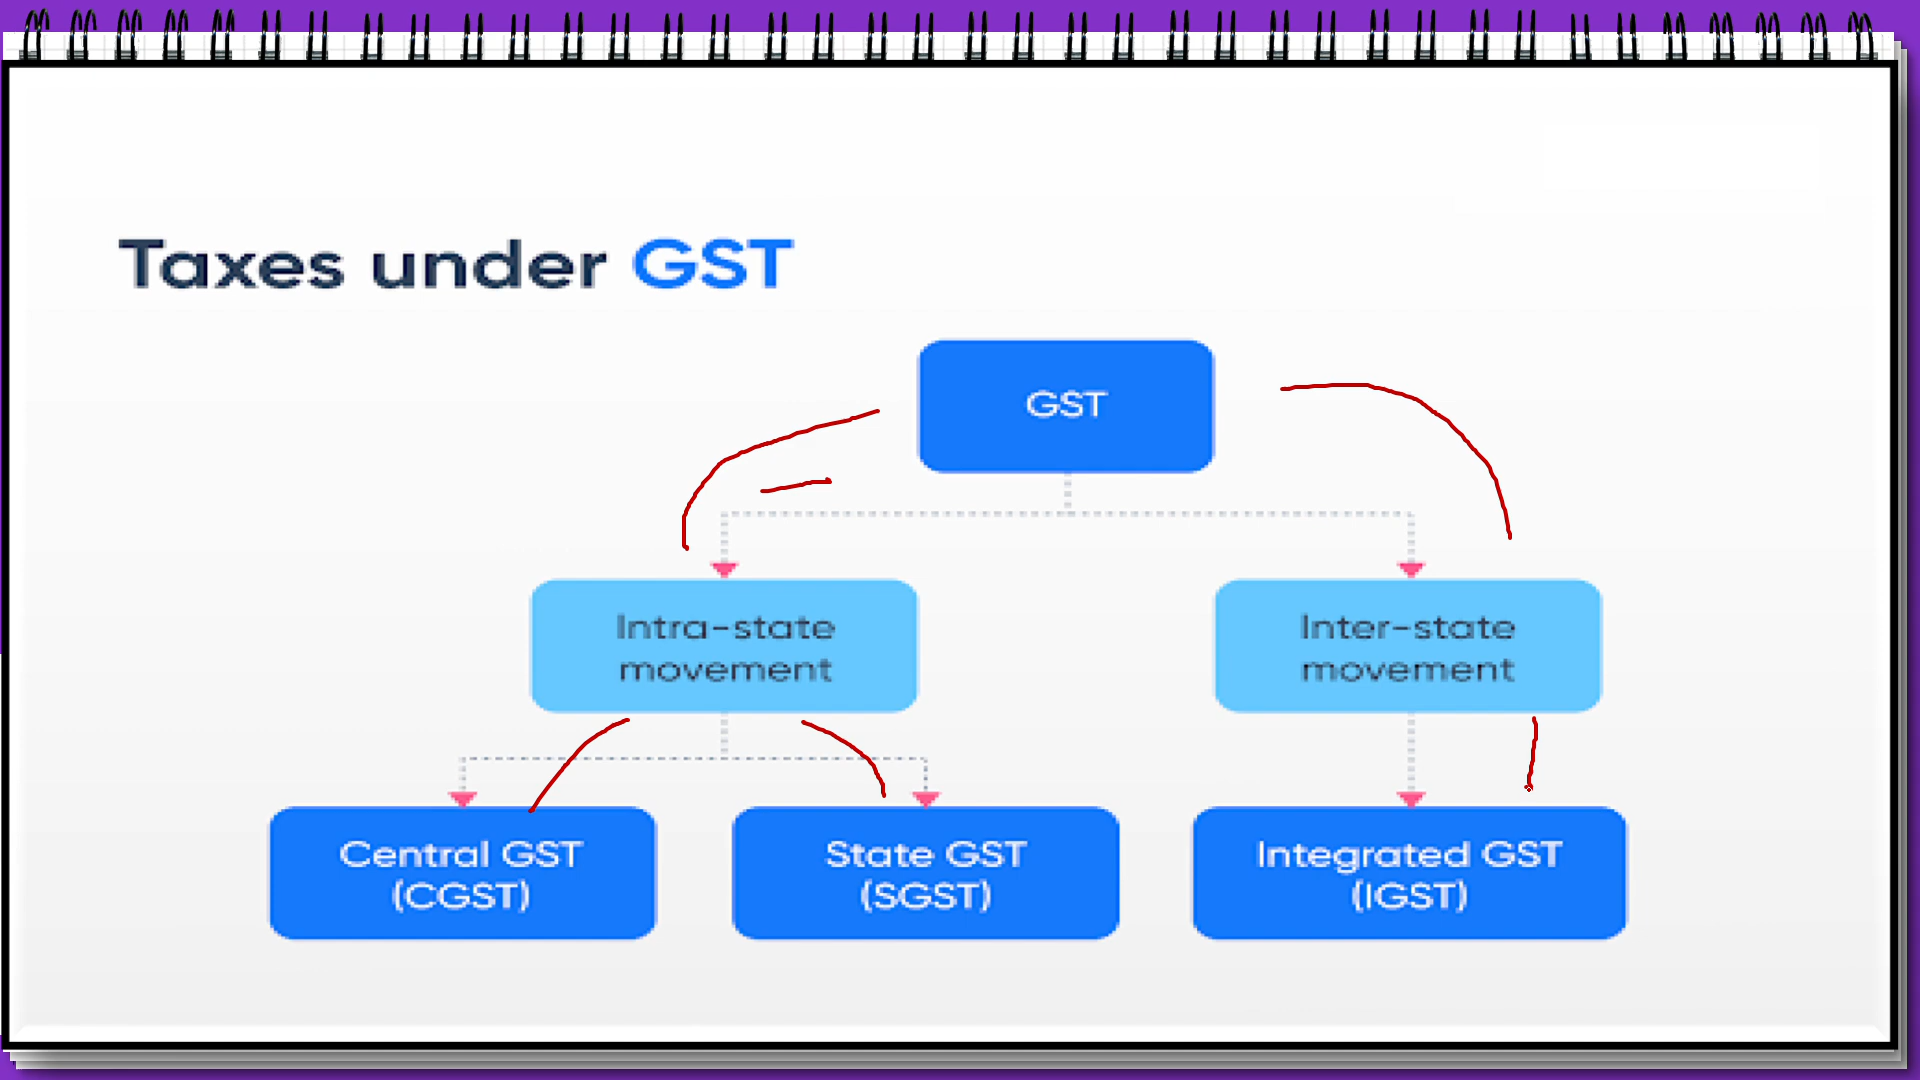 Taxes under GST
GST
Intra-state
movement
Inter-state
movement
Central GST
(CGST)
State GST
(SGST)
Integrated GST
(IGST)